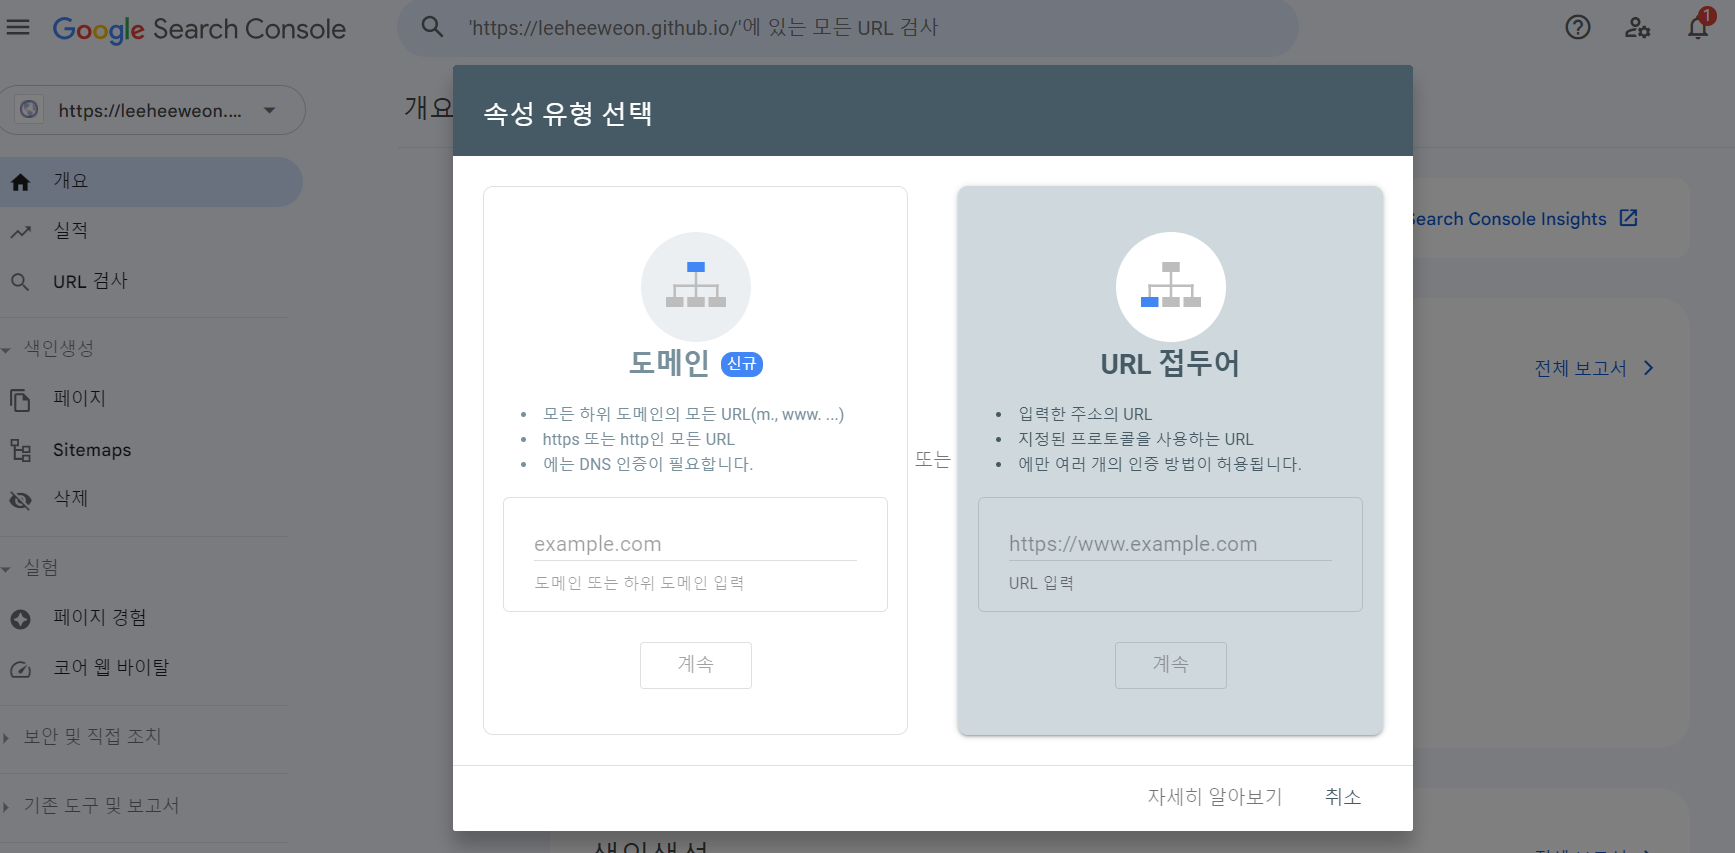 Google Search Console
'https://leeheeweon.github.io/'에 있는 모든 URL 검사
1
https://leeheeweon....
개요
실적
URL 검사
색인생성
페이지
Sitemaps
삭제
실험
페이지 경험
코어 웹 바이탈
보안 및 직접 조치
기존 도구 및 보고서
개요
속성 유형 선택
도메인 신규
모든 하위 도메인의 모든 URL(m., www. ...)
https 또는 http인 모든 URL
에는 DNS 인증이 필요합니다.
example.com
도메인 또는 하위 도메인 입력
계속
또는
URL 접두어
입력한 주소의 URL
지정된 프로토콜을 사용하는 URL
에만 여러 개의 인증 방법이 허용됩니다.
https://www.example.com
URL 입력
계속
자세히 알아보기
취소
Search Console Insights
전체 보고서